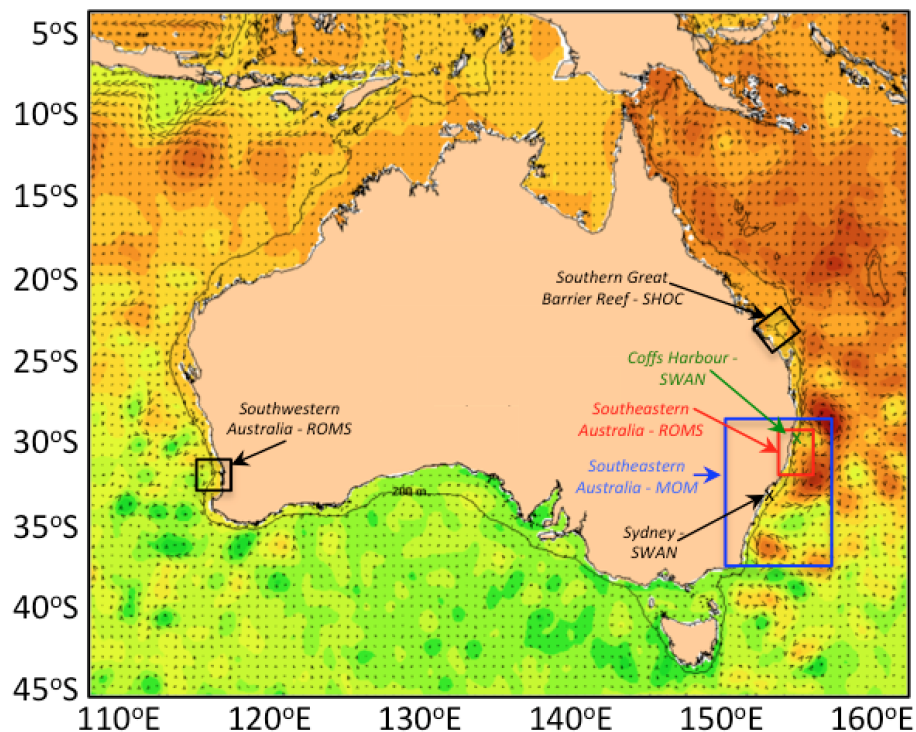 5°S
10°S
15°S
20°S
25°S
30°S
35°S
40°S
45°S
Southern Great
Barrier Reef - SHOC
Coffs Harbour -
SWAN
Southwestern
Australia - ROMS
Southeastern
Australia - ROMS
Southeastern
Australia - MOM
200 m
Sydney -
SWAN
110°E
120°E
130°E
140°E
150°E
160°E